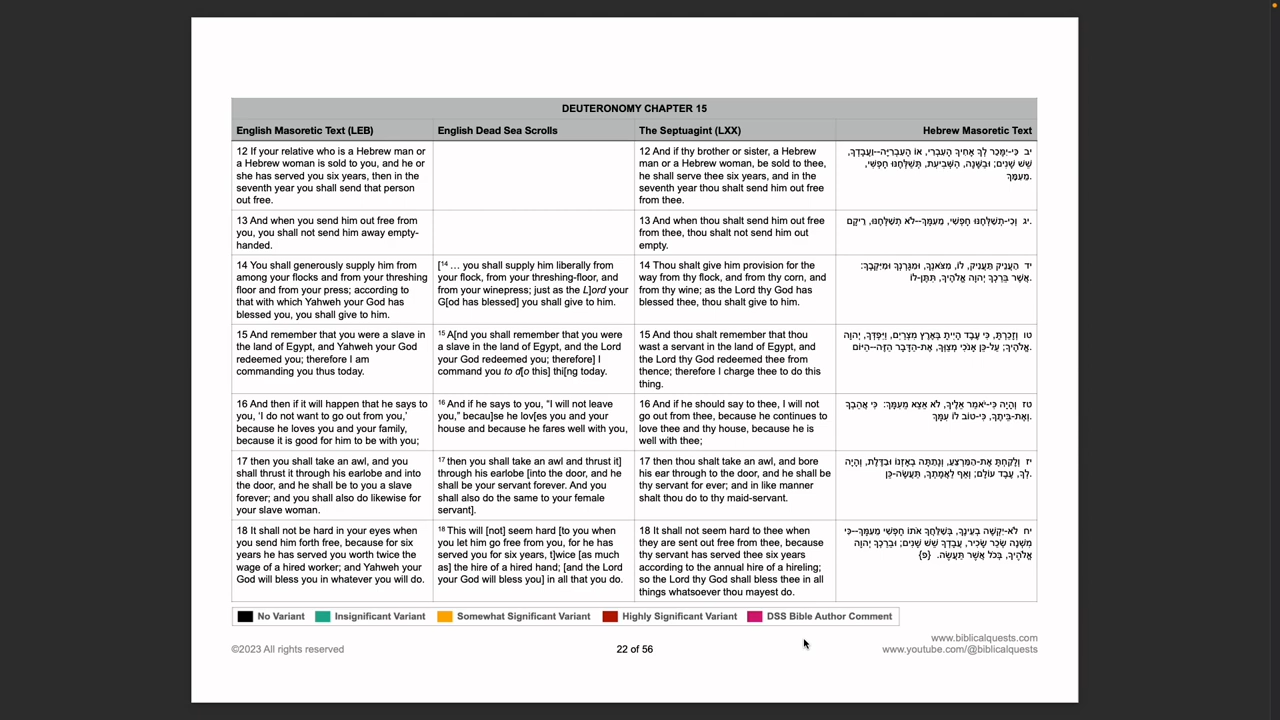 DEUTERONOMY CHAPTER 15
English Masoretic Text (LEB)
English Dead Sea Scrolls
The Septuagint (LXX)
Hebrew Masoretic Text
12 If your relative who is a Hebrew man or
a Hebrew woman is sold to you, and he or
she has served you six years, then in the
seventh year you shall send that person
out free.
12 And if thy brother or sister, a Hebrew
man or a Hebrew woman, be sold to thee,
he shall serve thee six years, and in the
seventh year thou shalt send him out free
from thee.
יב כִּי-יִמָּכֵר לְךָ אָחִיךָ הָעִבְרִי, אוֹ הָעִבְרִיָּה--וַעֲבָדְךָ,
שֵׁשׁ שָׁנִים; וּבַשָּׁנָה, הַשְּׁבִיעִת, תְּשַׁלְּחֶנּוּ חָפְשִׁי,
מֵעִמָּךְ.
13 And when you send him out free from
you, you shall not send him away empty-
handed.
13 And when thou shalt send him out free
from thee, thou shalt not send him out
empty.
יג וְכִי-תְשַׁלְּחֶנּוּ חָפְשִׁי, מֵעִמָּךְ--לֹא תְשַׁלְּחֶנּוּ, רֵיקָם.
14 You shall generously supply him from
among your flocks and from your threshing
floor and from your press; according to
that with which Yahweh your God has
blessed you, you shall give to him.
[¹⁴ … you shall supply him liberally from
your flock, from your threshing-floor, and
from your winepress; just as the L]ord your
G[od has blessed] you shall give to him.
14 Thou shalt give him provision for the
way from thy flock, and from thy corn, and
from thy wine; as the Lord thy God has
blessed thee, thou shalt give to him.
יד הַעֲנֵיק תַּעֲנִיק, לוֹ, מִצֹּאנְךָ, וּמִגָּרְנְךָ וּמִיִּקְבֶךָ:
אֲשֶׁר בֵּרַכְךָ יְהוָה אֱלֹהֶיךָ, תִּתֶּן-לוֹ.
15 And remember that you were a slave in
the land of Egypt, and Yahweh your God
redeemed you; therefore I am
commanding you thus today.
¹⁵ A[nd you shall remember that you were
a slave in the land of Egypt, and the Lord
your God redeemed you; therefore] I
command you to d[o this] thi[ng today.
15 And thou shalt remember that thou
wast a servant in the land of Egypt, and
the Lord thy God redeemed thee from
thence; therefore I charge thee to do this
thing.
טו וְזָכַרְתָּ, כִּי עֶבֶד הָיִיתָ בְּאֶרֶץ מִצְרַיִם, וַיִּפְדְּךָ, יְהוָה
אֱלֹהֶיךָ; עַל-כֵּן אָנֹכִי מְצַוְּךָ, אֶת-הַדָּבָר הַזֶּה--הַיּוֹם.
16 And then if it will happen that he says to
you, ‘I do not want to go out from you,’
because he loves you and your family,
because it is good for him to be with you;
¹⁶ And if he says to you, “I will not leave
you,” becau]se he lov[es you and your
house and because he fares well with you,
16 And if he should say to thee, I will not
go out from thee, because he continues to
love thee and thy house, because he is
well with thee;
טז וְהָיָה כִּי-יֹאמַר אֵלֶיךָ, לֹא אֵצֵא מֵעִמָּךְ: כִּי אֲהֵבְךָ
וְאֶת-בֵּיתֶךָ, כִּי-טוֹב לוֹ עִמָּךְ.
17 then you shall take an awl, and you
shall thrust it through his earlobe and into
the door, and he shall be to you a slave
forever; and you shall also do likewise for
your slave woman.
¹⁷ then you shall take an awl and thrust it]
through his earlobe [into the door, and he
shall be your servant forever. And you
shall also do the same to your female
servant].
17 then thou shalt take an awl, and bore
his ear through to the door, and he shall be
thy servant for ever; and in like manner
shalt thou do to thy maid-servant.
יז וְלָקַחְתָּ אֶת-הַמַּרְצֵעַ, וְנָתַתָּה בְאָזְנוֹ וּבַדֶּלֶת, וְהָיָה
לְךָ, עֶבֶד עוֹלָם; וְאַף לַאֲמָתְךָ, תַּעֲשֶׂה-כֵּן.
18 It shall not be hard in your eyes when
you send him forth free, because for six
years he has served you worth twice the
wage of a hired worker; and Yahweh your
God will bless you in whatever you will do.
¹⁸ This will [not] seem hard [to you when
you let him go free from you, for he has
served you for six years, t]wice [as much
as] the hire of a hired hand; [and the Lord
your God will bless you] in all that you do.
18 It shall not seem hard to thee when
they are sent out free from thee, because
thy servant has served thee six years
according to the annual hire of a hireling;
so the Lord thy God shall bless thee in all
things whatsoever thou mayest do.
יח לֹא-יִקְשֶׁה בְעֵינֶךָ, בְּשַׁלֵּחֲךָ אֹתוֹ חָפְשִׁי מֵעִמָּךְ--כִּי
מִשְׁנֶה שְׂכַר שָׂכִיר, עֲבָדְךָ שֵׁשׁ שָׁנִים; וּבֵרַכְךָ יְהוָה
אֱלֹהֶיךָ, בְּכֹל אֲשֶׁר תַּעֲשֶׂה. {פ}
No Variant
Insignificant Variant
Somewhat Significant Variant
Highly Significant Variant
DSS Bible Author Comment
©2023 All rights reserved
22 of 56
www.biblicalquests.com
www.youtube.com/@biblicalquests